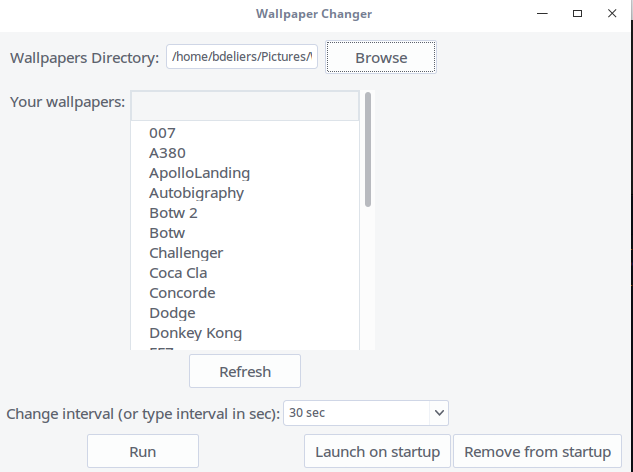 Wallpaper Changer
Wallpapers Directory: /home/bdeliers/Pictures/ Browse
Your wallpapers:
007
A380
ApolloLanding
Autobigraphy
Botw 2
Botw
Challenger
Coca Cla
Concorde
Dodge
Donkey Kong
Refresh
Change interval (or type interval in sec): 30 sec
Run Launch on startup Remove from startup